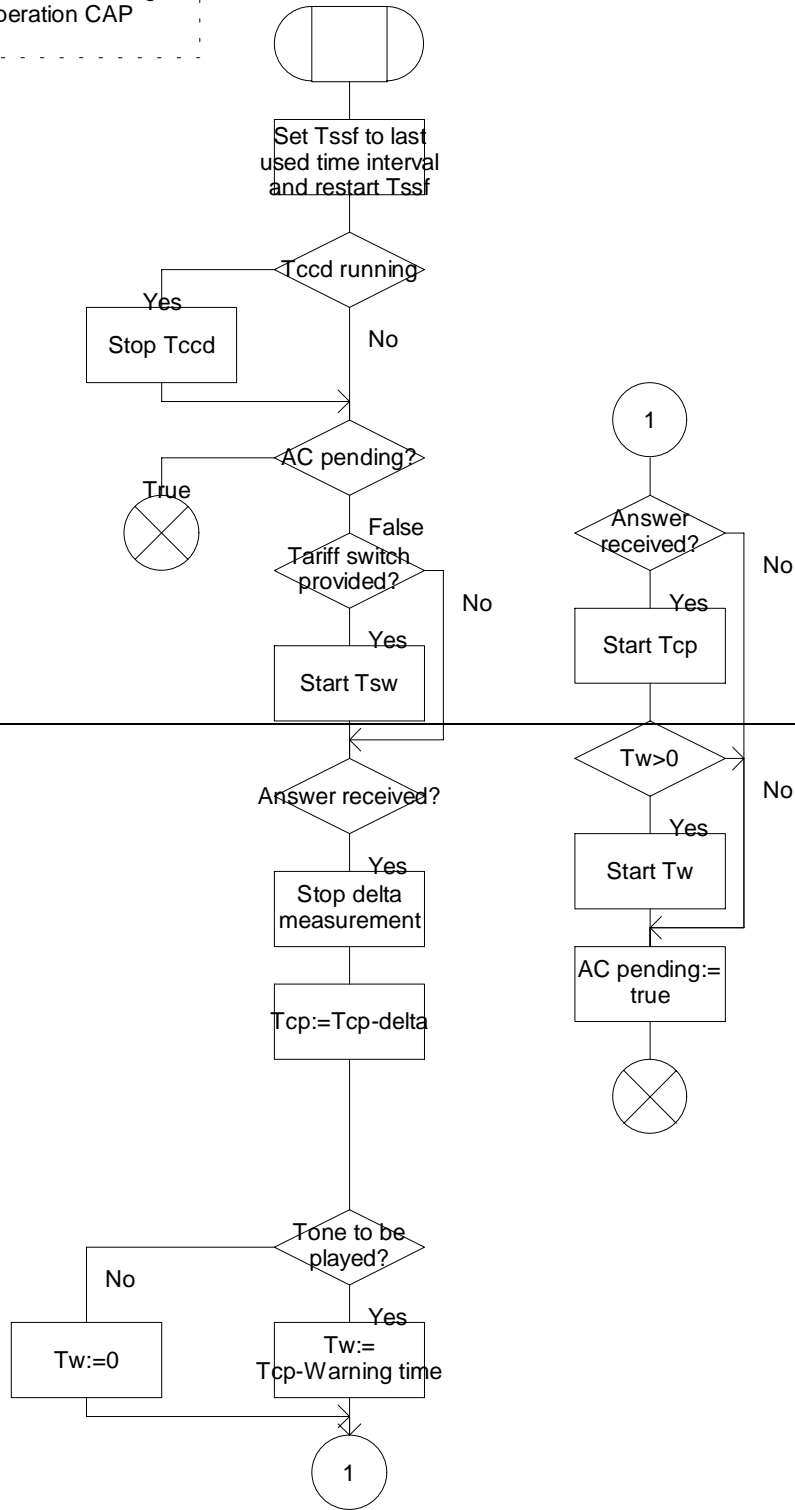 peration CAP
Set Tssf to last
used time interval
and restart Tssf
Tccd running
Yes
Stop Tccd
No
AC pending?
True
False
Tariff switch
provided?
No
Yes
Start Tsw
Answer received?
Yes
Stop delta
measurement
Tcp:=Tcp-delta
Tone to be
played?
No
Yes
Tw:=0
Tw:=
Tcp-Warning time
1
1
Answer
received?
No
Yes
Start Tcp
Tw>0
No
Yes
Start Tw
AC pending:=
true